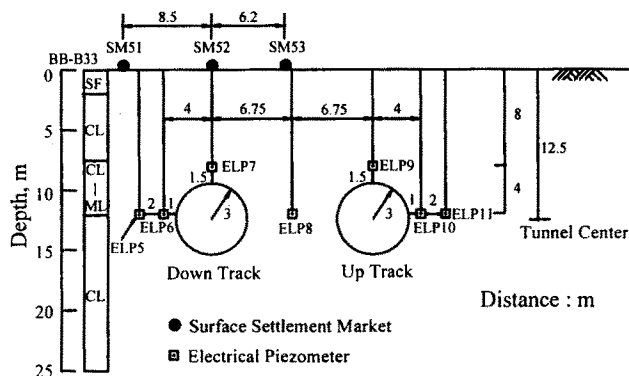 8.5 6.2
SM51 SM52 SM53
BB-B33
0 SF
4 6.75 6.75 4 8
5 CL
12.5
ELP7 ELP9
CL 1.5 1.5
10 ML 2 1 3 3 1 2 4
ELP5 ELP6 ELP8 ELP10 ELP11
Tunnel Center
15 Down Track Up Track
CL
Distance : m
20 Surface Settlement Market
Electrical Piezometer
25
Depth, m